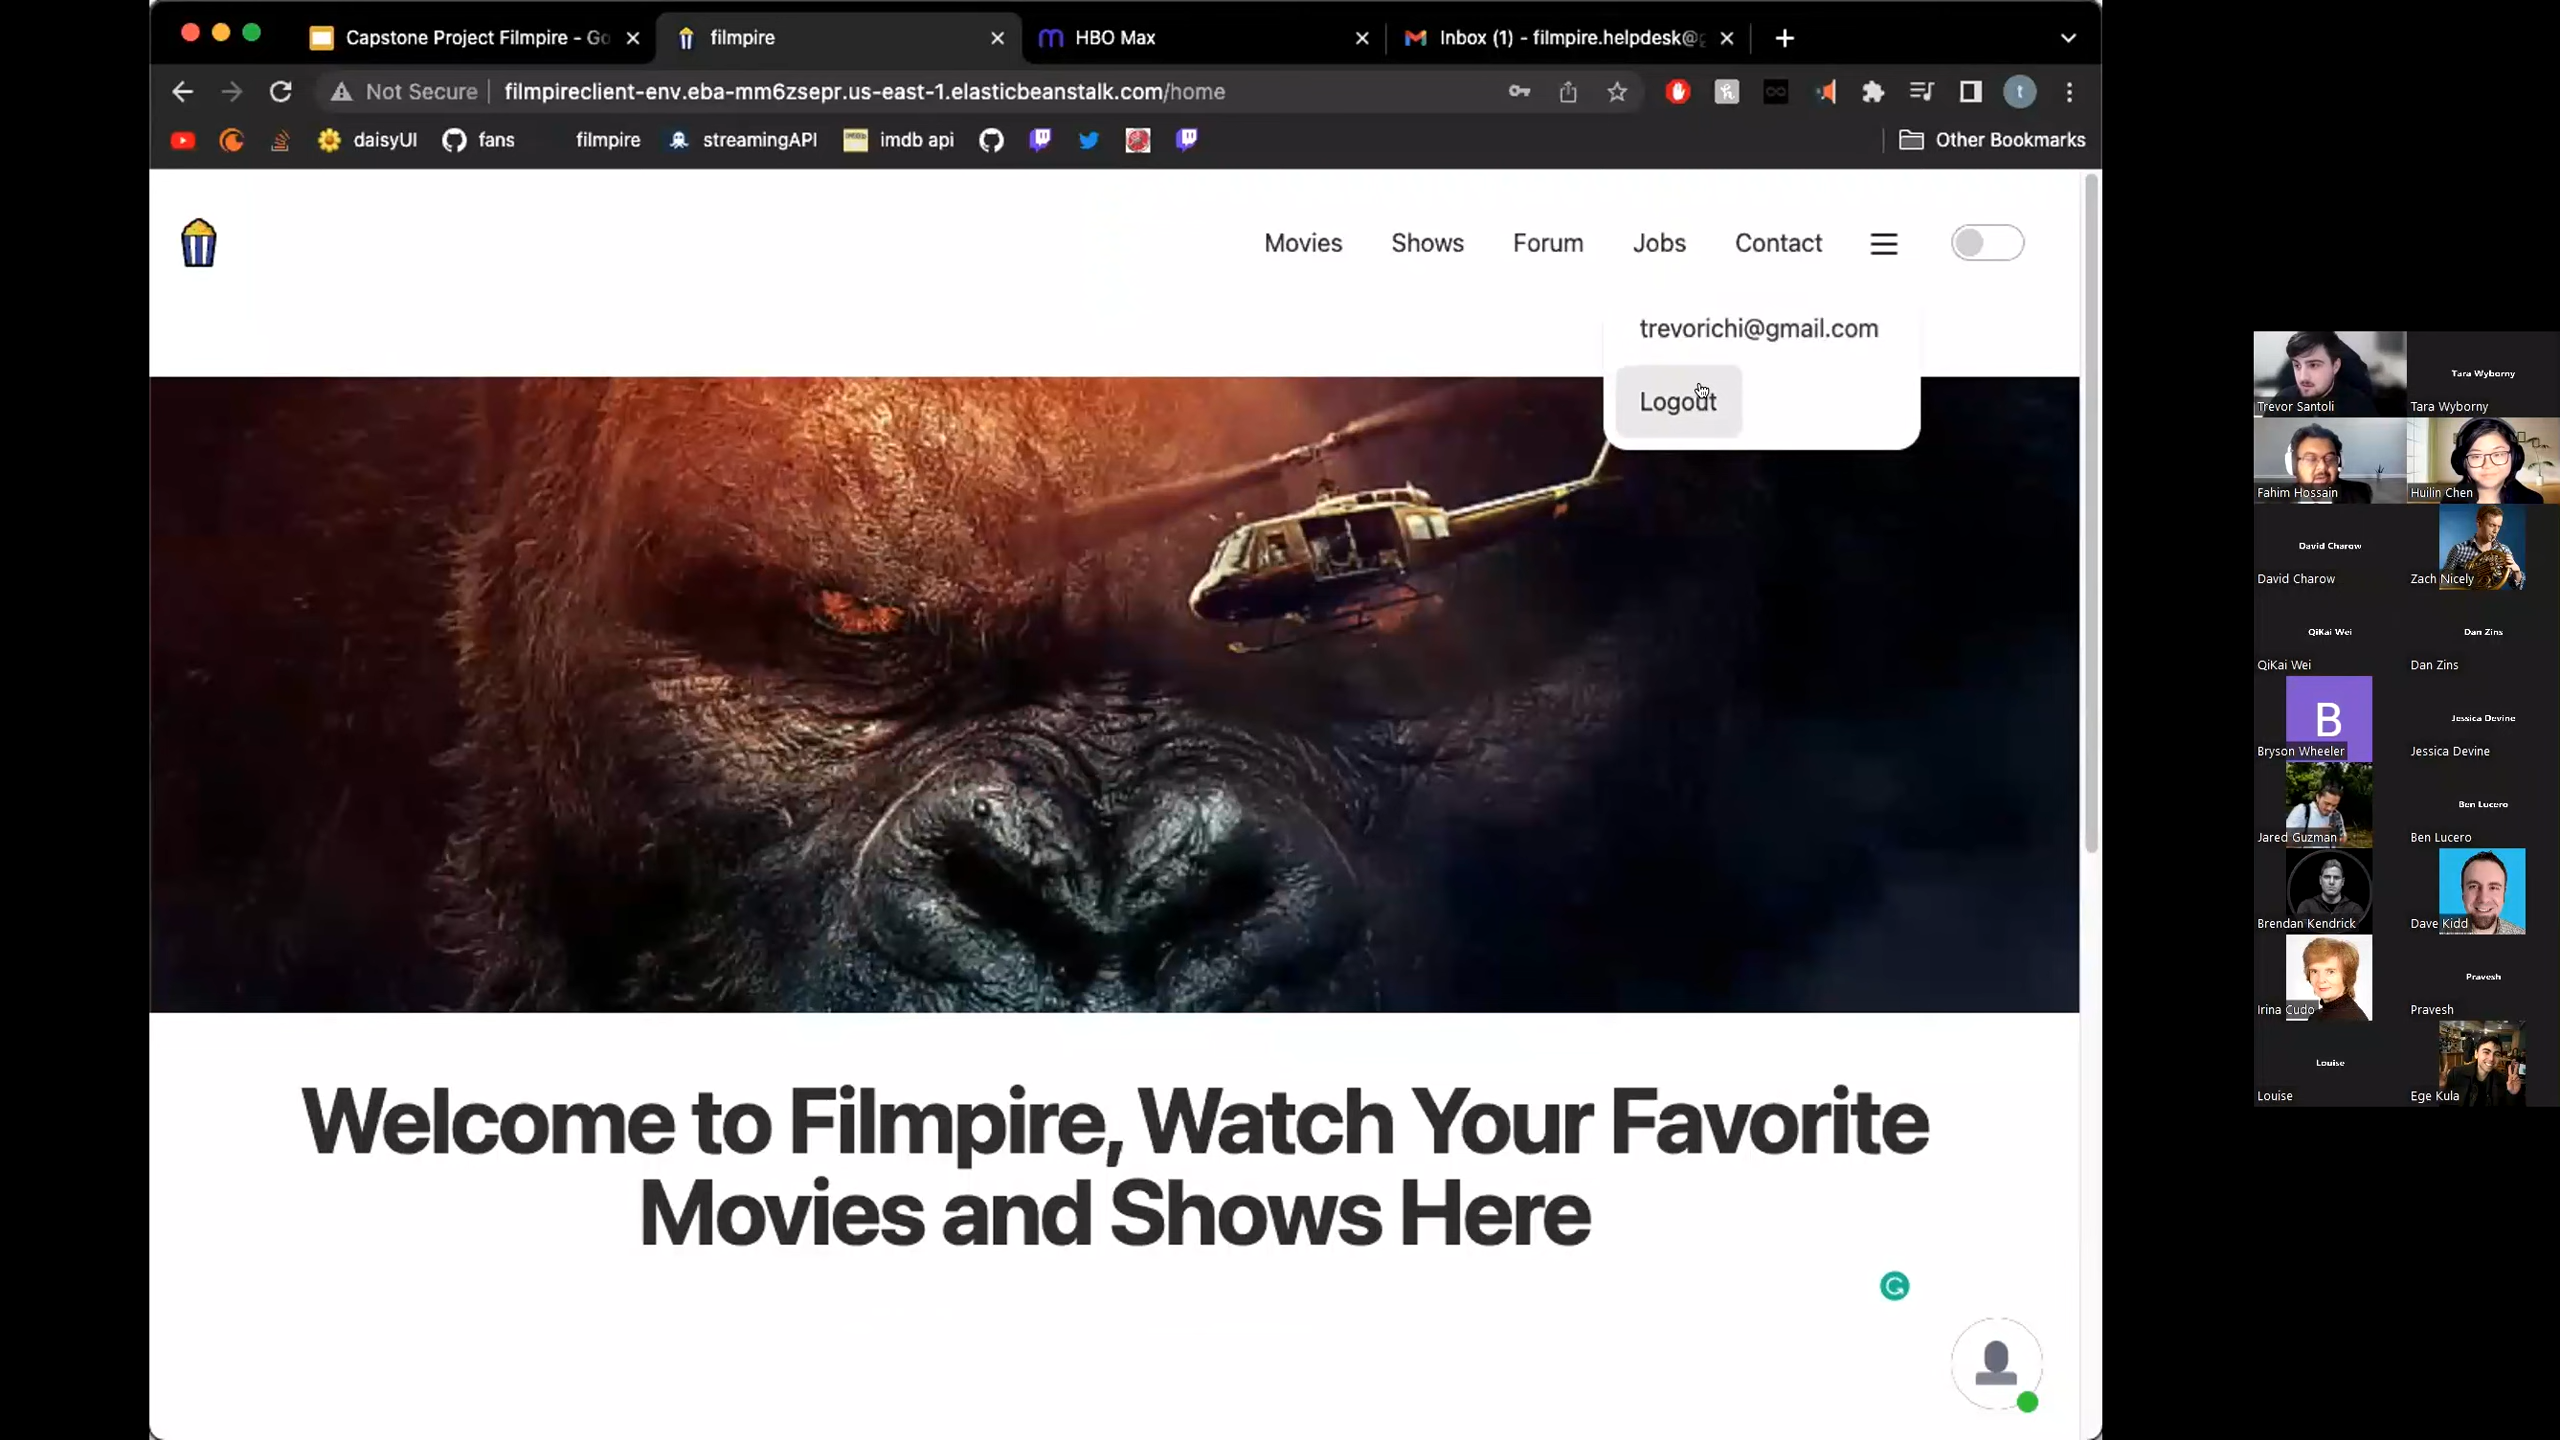 Capstone Project Filmpire - Go
filmpire
HBO Max
Inbox (1) - filmpire.helpdesk@g
Not Secure
filmpireclient-env.eba-mm6zsepr.us-east-1.elasticbeanstalk.com/home
daisyUI
fans
filmpire
streamingAPI
imdb api
Other Bookmarks
Movies
Shows
Forum
Jobs
Contact
trevorichi@gmail.com
Logout
Welcome to Filmpire, Watch Your Favorite
Movies and Shows Here
Trevor Santoli
Tara Wyborny
Tara Wyborny
Fahim Hossain
Huilin Chen
David Charow
David Charow
Zach Nicely
QiKai Wei
QiKai Wei
Dan Zins
Dan Zins
B
Bryson Wheeler
Jessica Devine
Jessica Devine
Jared Guzman
Ben Lucero
Ben Lucero
Brendan Kendrick
Dave Kidd
Irina Cudo
Pravesh
Pravesh
Louise
Louise
Ege Kula